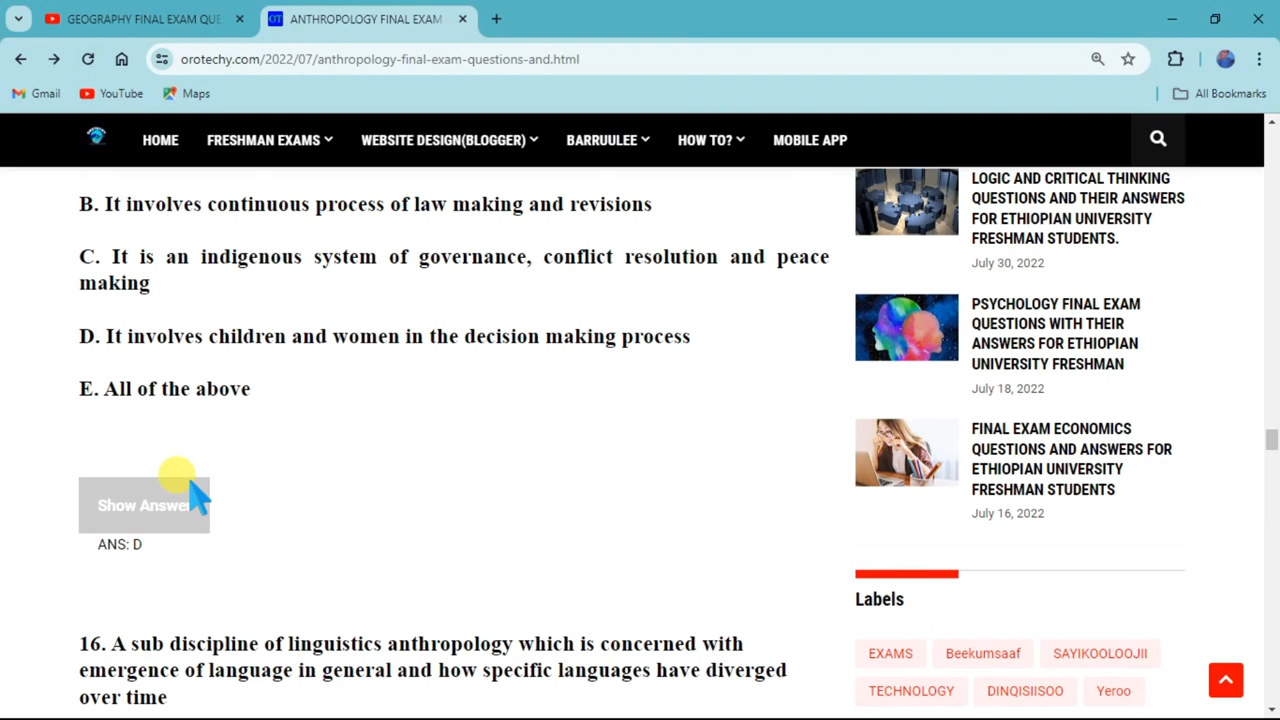 GEOGRAPHY FINAL EXAM QUE
ANTHROPOLOGY FINAL EXAM
orotechy.com/2022/07/anthropology-final-exam-questions-and.html
Gmail
YouTube
Maps
All Bookmarks
HOME
FRESHMAN EXAMS
WEBSITE DESIGN(BLOGGER)
BARRUULEE
HOW TO?
MOBILE APP
B. It involves continuous process of law making and revisions
C. It is an indigenous system of governance, conflict resolution and peace
making
D. It involves children and women in the decision making process
E. All of the above
Show Answer
ANS: D
16. A sub discipline of linguistics anthropology which is concerned with
emergence of language in general and how specific languages have diverged
over time
LOGIC AND CRITICAL THINKING
QUESTIONS AND THEIR ANSWERS
FOR ETHIOPIAN UNIVERSITY
FRESHMAN STUDENTS.
July 30, 2022
PSYCHOLOGY FINAL EXAM
QUESTIONS WITH THEIR
ANSWERS FOR ETHIOPIAN
UNIVERSITY FRESHMAN
July 18, 2022
FINAL EXAM ECONOMICS
QUESTIONS AND ANSWERS FOR
ETHIOPIAN UNIVERSITY
FRESHMAN STUDENTS
July 16, 2022
Labels
EXAMS
Beekumsaaf
SAYIKOOLOOJII
TECHNOLOGY
DINQISIISOO
Yeroo